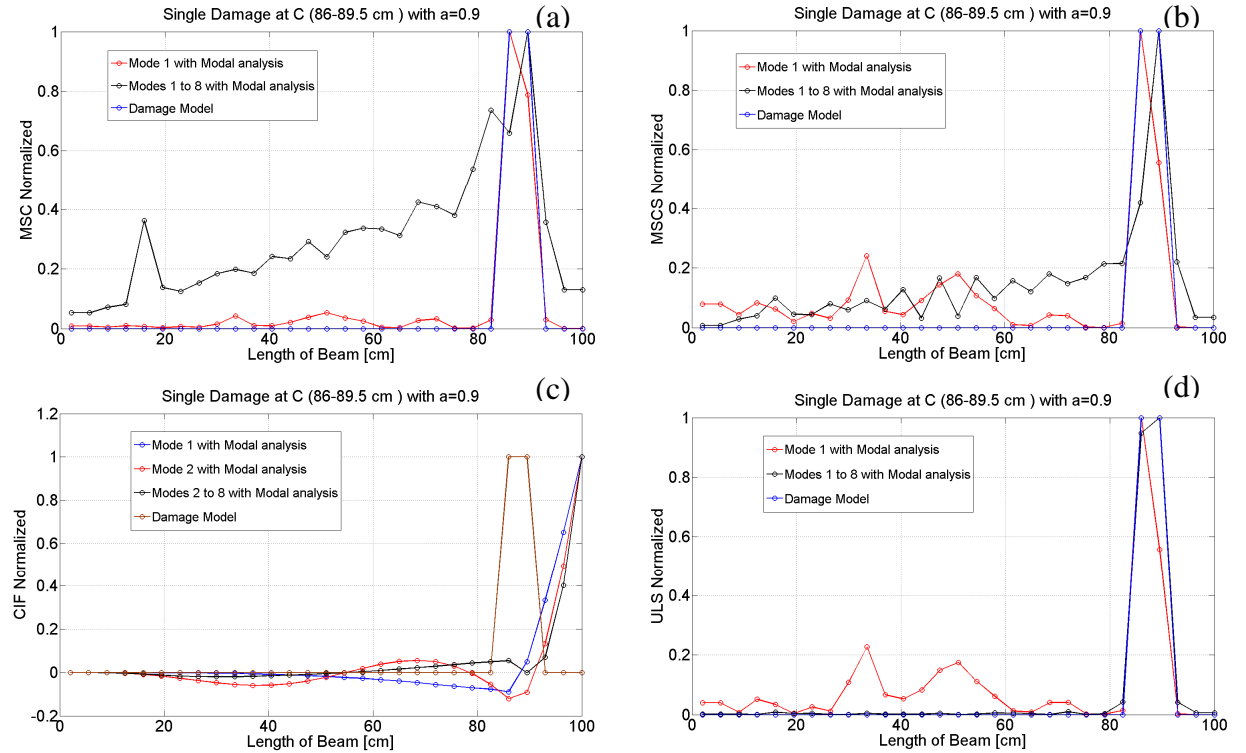 Single Damage at C (86-89.5 cm ) with a=0.9
(a)
MSC Normalized
1
0.8
0.6
0.4
0.2
0
Mode 1 with Modal analysis
Modes 1 to 8 with Modal analysis
Damage Model
0 20 40 60 80 100
Length of Beam [cm]
Single Damage at C (86-89.5 cm ) with a=0.9
(b)
MSCS Normalized
1
0.8
0.6
0.4
0.2
0
Mode 1 with Modal analysis
Modes 1 to 8 with Modal analysis
Damage Model
0 20 40 60 80 100
Length of Beam [cm]
Single Damage at C (86-89.5 cm ) with a=0.9
(c)
CIF Normalized
1.2
1
0.8
0.6
0.4
0.2
0
-0.2
Mode 1 with Modal analysis
Mode 2 with Modal analysis
Modes 2 to 8 with Modal analysis
Damage Model
0 20 40 60 80 100
Length of Beam [cm]
Single Damage at C (86-89.5 cm ) with a=0.9
(d)
ULS Normalized
1
0.8
0.6
0.4
0.2
0
Mode 1 with Modal analysis
Modes 1 to 8 with Modal analysis
Damage Model
0 20 40 60 80 100
Length of Beam [cm]